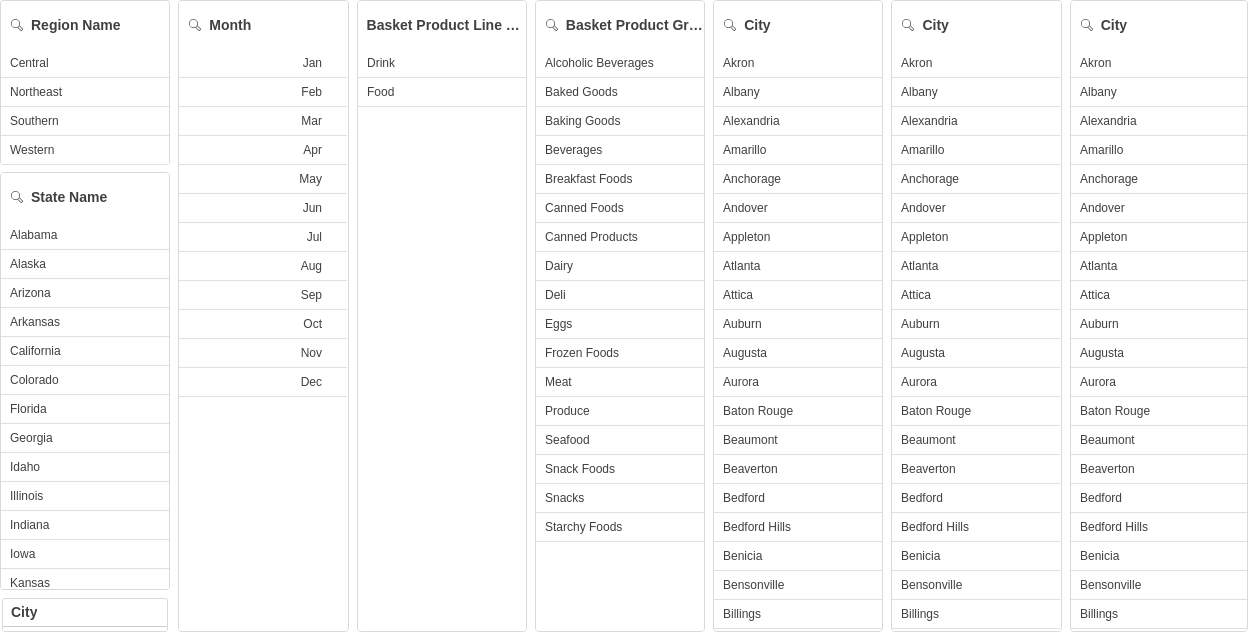 Region Name
Central
Northeast
Southern
Western
State Name
Alabama
Alaska
Arizona
Arkansas
California
Colorado
Florida
Georgia
Idaho
Illinois
Indiana
Iowa
Kansas
City
Month
Jan
Feb
Mar
Apr
May
Jun
Jul
Aug
Sep
Oct
Nov
Dec
Basket Product Line ...
Drink
Food
Basket Product Gr...
Alcoholic Beverages
Baked Goods
Baking Goods
Beverages
Breakfast Foods
Canned Foods
Canned Products
Dairy
Deli
Eggs
Frozen Foods
Meat
Produce
Seafood
Snack Foods
Snacks
Starchy Foods
City
Akron
Albany
Alexandria
Amarillo
Anchorage
Andover
Appleton
Atlanta
Attica
Auburn
Augusta
Aurora
Baton Rouge
Beaumont
Beaverton
Bedford
Bedford Hills
Benicia
Bensonville
Billings
City
Akron
Albany
Alexandria
Amarillo
Anchorage
Andover
Appleton
Atlanta
Attica
Auburn
Augusta
Aurora
Baton Rouge
Beaumont
Beaverton
Bedford
Bedford Hills
Benicia
Bensonville
Billings
City
Akron
Albany
Alexandria
Amarillo
Anchorage
Andover
Appleton
Atlanta
Attica
Auburn
Augusta
Aurora
Baton Rouge
Beaumont
Beaverton
Bedford
Bedford Hills
Benicia
Bensonville
Billings